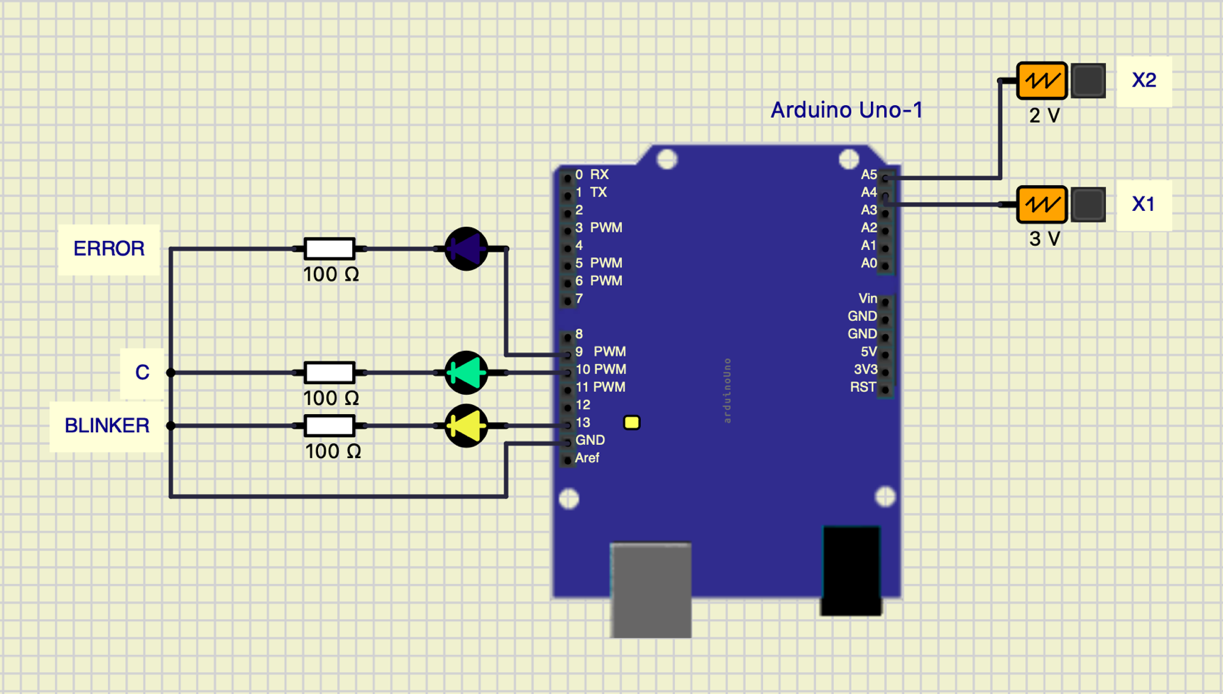 X2
2 V
Arduino Uno-1
X1
3 V
0 RX
1 TX
2
3 PWM
4
5 PWM
6 PWM
7
8
9 PWM
10 PWM
11 PWM
12
13
GND
Aref
A5
A4
A3
A2
A1
A0
Vin
GND
GND
5V
3V3
RST
arduinoUno
ERROR
100 Ω
C
100 Ω
BLINKER
100 Ω